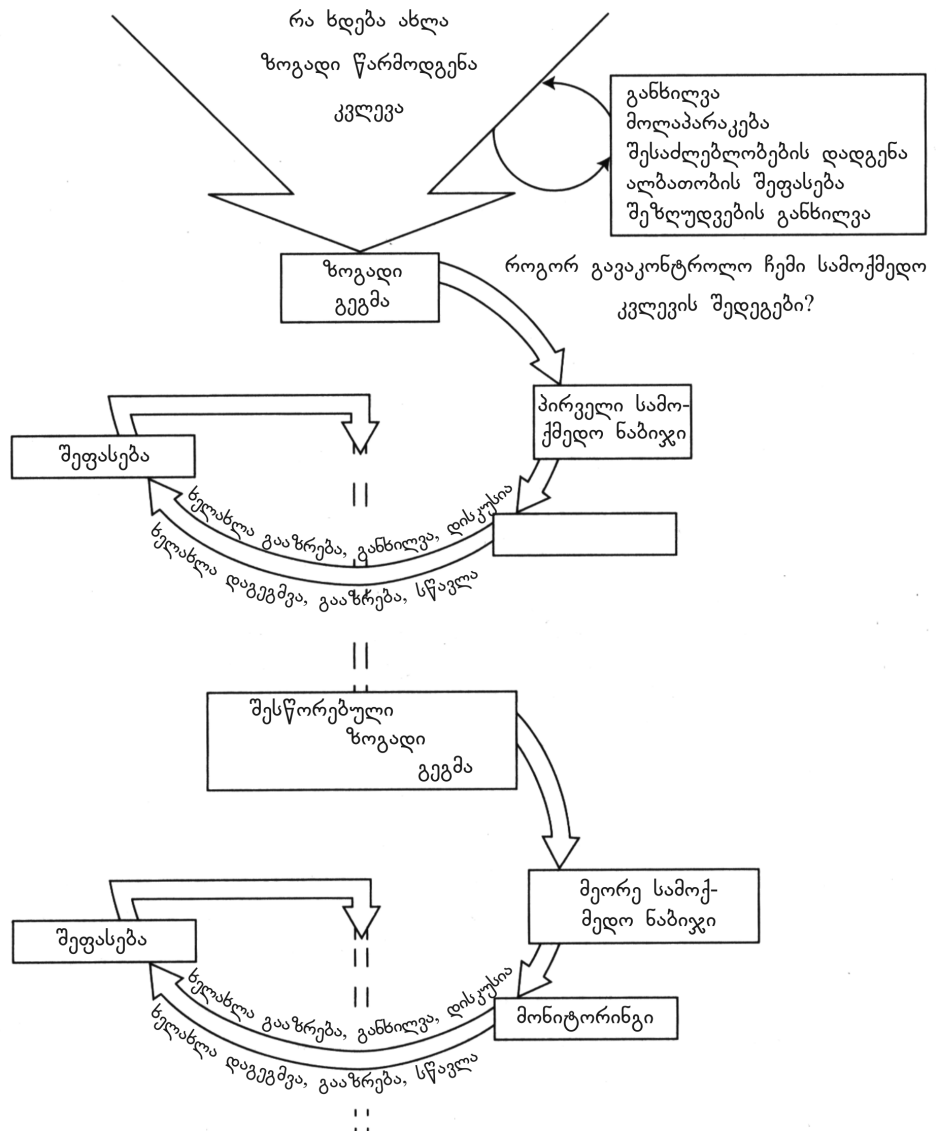 რა ხდება ახლა
ზოგადი წარმოდგენა
კვლევა
განხილვა
მოლაპარაკება
შესაძლებლობების დადგენა
ალბათობის შეფასება
შეზღუდვების განხილვა
ზოგადი
გეგმა
როგორ გავაკონტროლო ჩემი სამოქმედო
კვლევის შედეგები?
პირველი სამო-
ქმედო ნაბიჯი
შეფასება
ხელახლა გააზრება, განხილვა, დისკუსია
ხელახლა დაგეგმვა, გააზრება, სწავლა
შესწორებული
ზოგადი
გეგმა
მეორე სამოქ-
მედო ნაბიჯი
შეფასება
ხელახლა გააზრება, განხილვა, დისკუსია
მონიტორინგი
ხელახლა დაგეგმვა, გააზრება, სწავლა